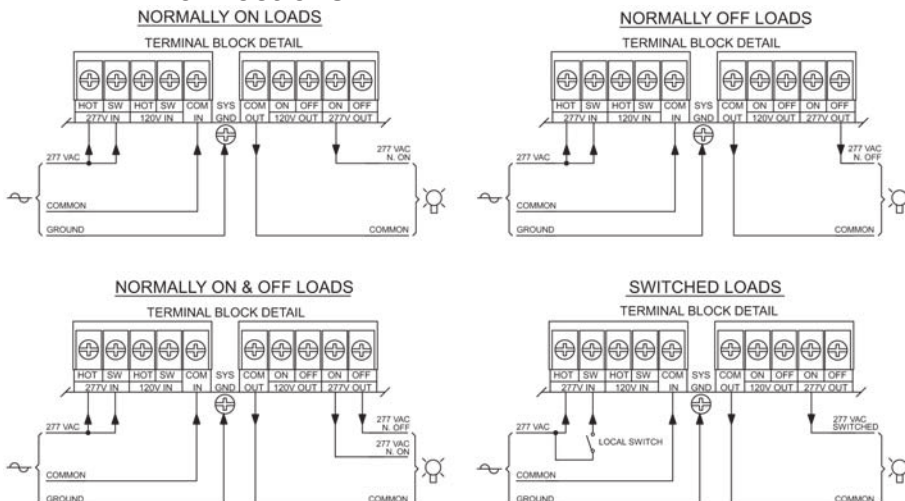 NORMALLY ON LOADS
TERMINAL BLOCK DETAIL
HOT SW HOT SW COM SYS COM ON OFF ON OFF
277V IN 120V IN IN GND OUT 120V OUT 277V OUT
277 VAC
277 VAC
N. ON
COMMON
GROUND
COMMON
NORMALLY OFF LOADS
TERMINAL BLOCK DETAIL
HOT SW HOT SW COM SYS COM ON OFF ON OFF
277V IN 120V IN IN GND OUT 120V OUT 277V OUT
277 VAC
277 VAC
N. OFF
COMMON
GROUND
COMMON
NORMALLY ON & OFF LOADS
TERMINAL BLOCK DETAIL
HOT SW HOT SW COM SYS COM ON OFF ON OFF
277V IN 120V IN IN GND OUT 120V OUT 277V OUT
277 VAC
277 VAC
N. OFF
277 VAC
N. ON
COMMON
GROUND
COMMON
SWITCHED LOADS
TERMINAL BLOCK DETAIL
HOT SW HOT SW COM SYS COM ON OFF ON OFF
277V IN 120V IN IN GND OUT 120V OUT 277V OUT
277 VAC
LOCAL SWITCH
277 VAC
SWITCHED
COMMON
GROUND
COMMON